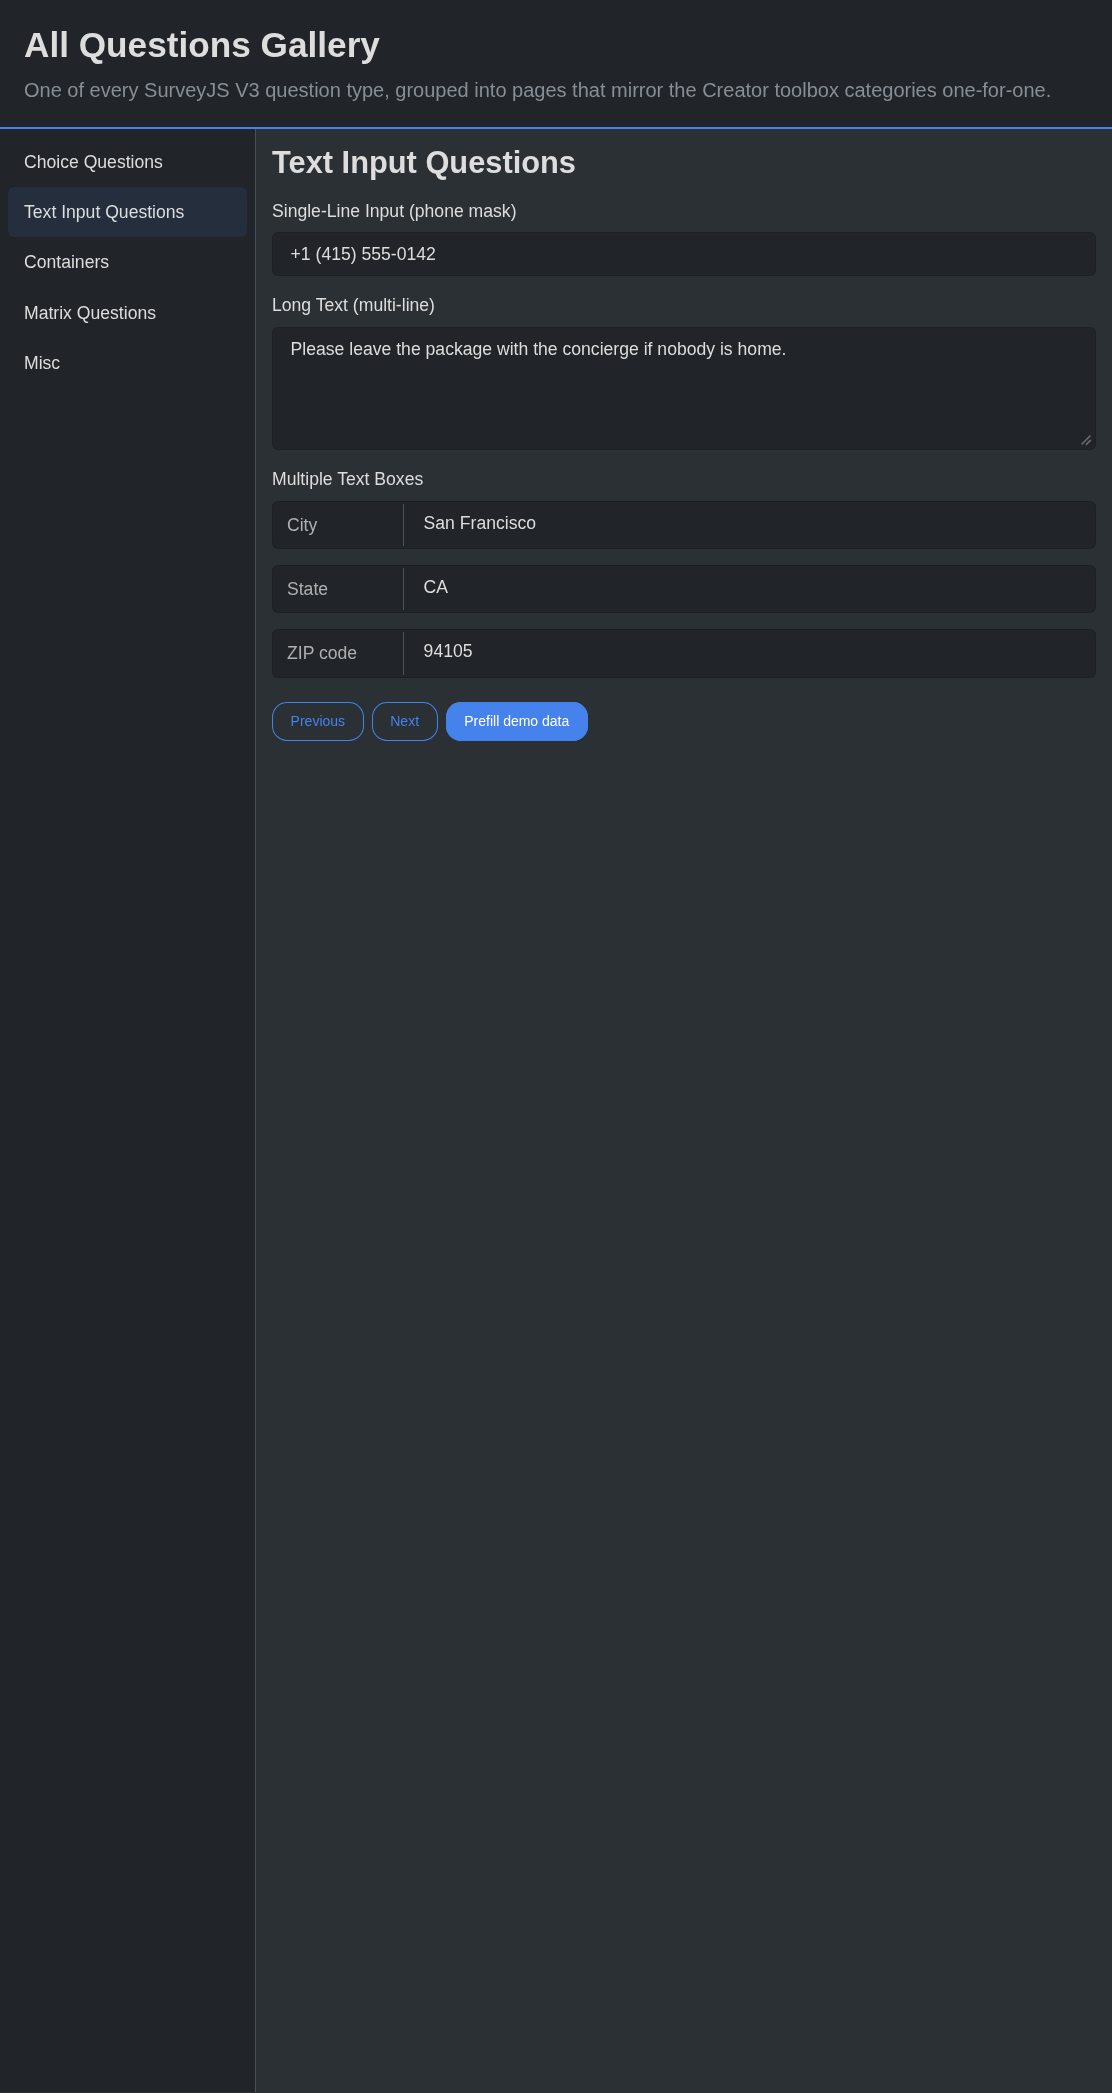 All Questions Gallery
One of every SurveyJS V3 question type, grouped into pages that mirror the Creator toolbox categories one-for-one.
Choice Questions
Text Input Questions
Containers
Matrix Questions
Misc
Text Input Questions
Single-Line Input (phone mask)
+1 (415) 555-0142
Long Text (multi-line)
Please leave the package with the concierge if nobody is home.
Multiple Text Boxes
City San Francisco
State CA
ZIP code 94105
Previous Next Prefill demo data